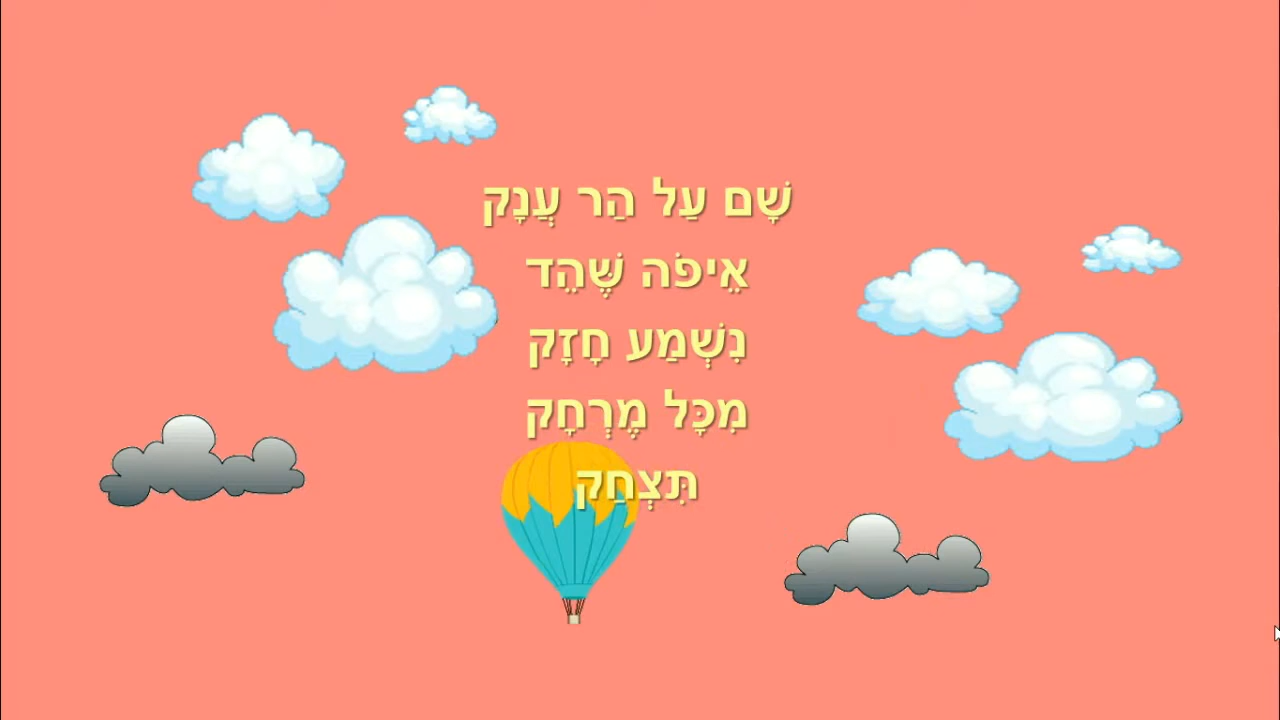 שָׁם עַל הַר עֲנָק
אֵיפֹה שֶׁהֵד
נִשְׁמַע חָזָק
מִכָּל מֶרְחָק
תִּצְחַק